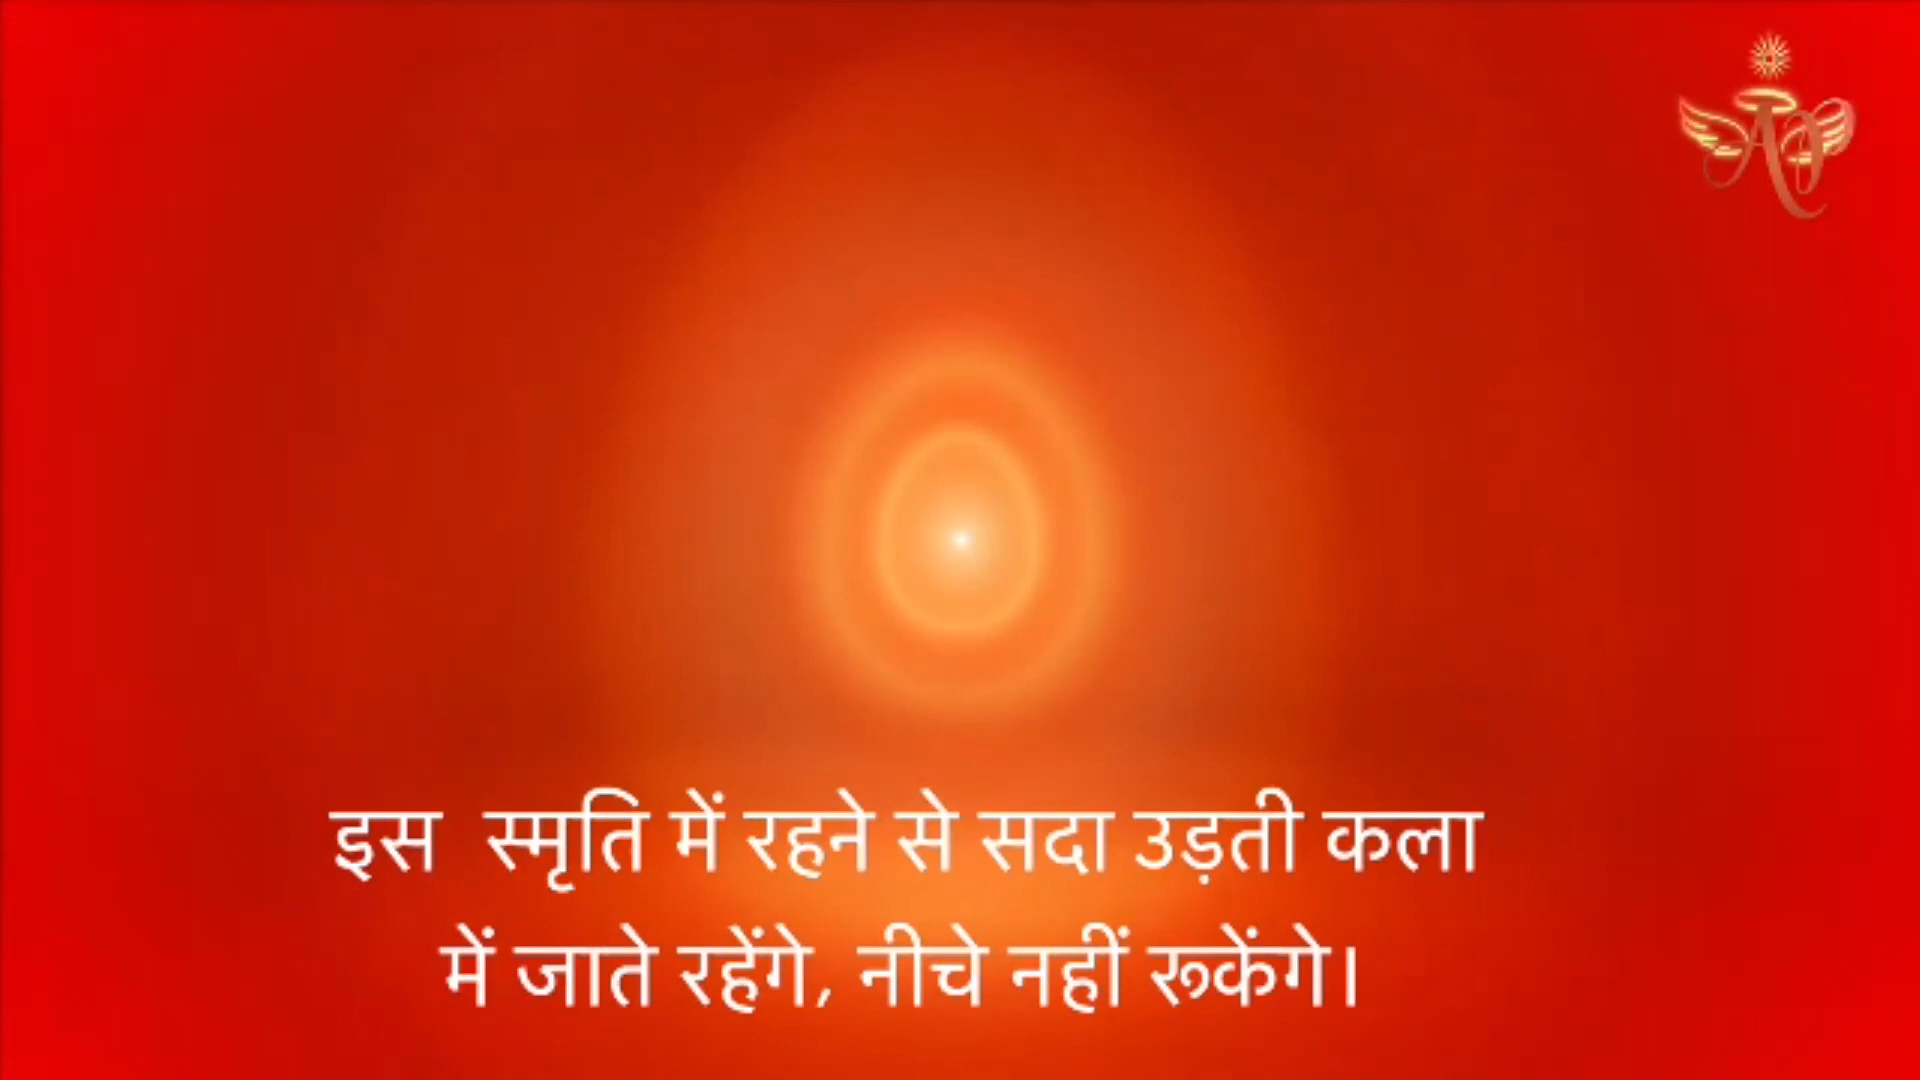 इस स्मृति में रहने से सदा उड़ती कला
में जाते रहेंगे, नीचे नहीं रूकेंगे।